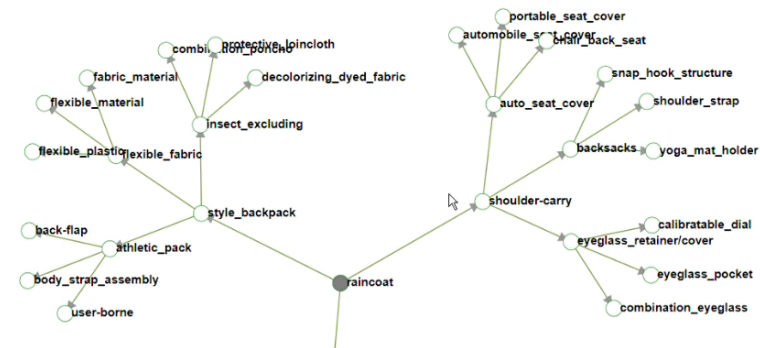 portable_seat_cover
automobile_seat_cover
chair_back_seat
combination_poncho
protective_loincloth
fabric_material
decolorizing_dyed_fabric
snap_hook_structure
flexible_material
auto_seat_cover
shoulder_strap
insect_excluding
flexible_plastic
flexible_fabric
backsacks
yoga_mat_holder
style_backpack
shoulder-carry
back-flap
athletic_pack
calibratable_dial
eyeglass_retainer/cover
body_strap_assembly
raincoat
eyeglass_pocket
user-borne
combination_eyeglass